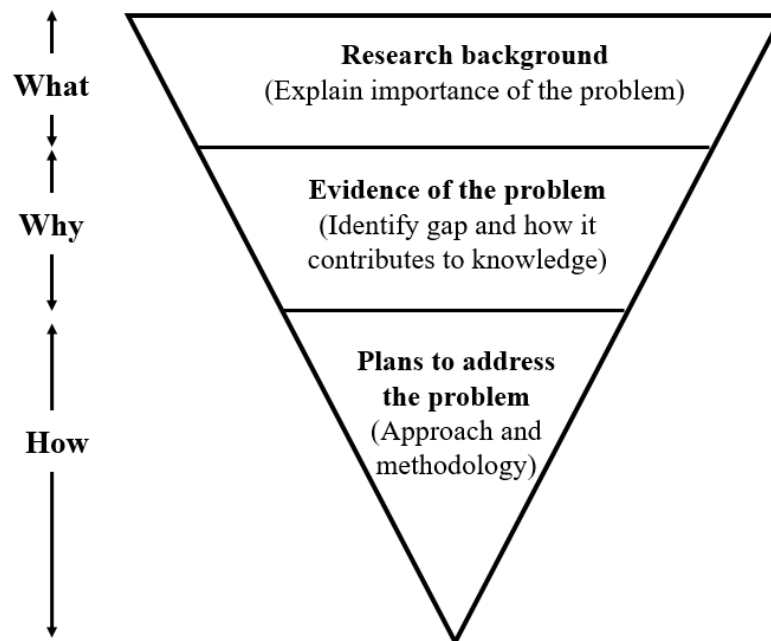 What
Research background
(Explain importance of the problem)
Why
Evidence of the problem
(Identify gap and how it
contributes to knowledge)
How
Plans to address
the problem
(Approach and
methodology)